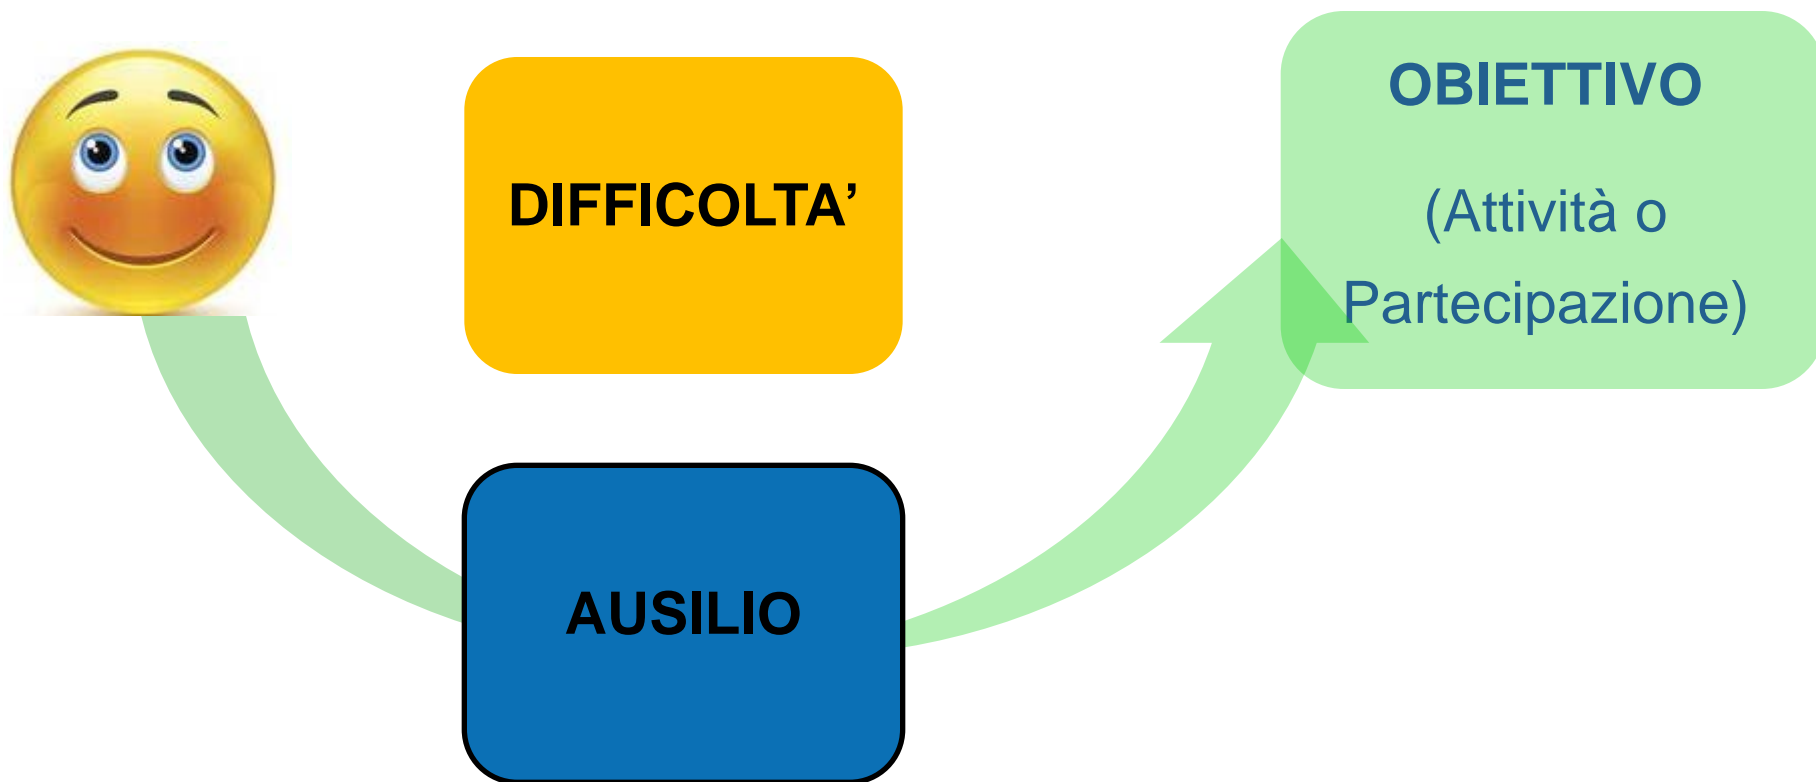 DIFFICOLTA’
AUSILIO
OBIETTIVO
(Attività o
Partecipazione)